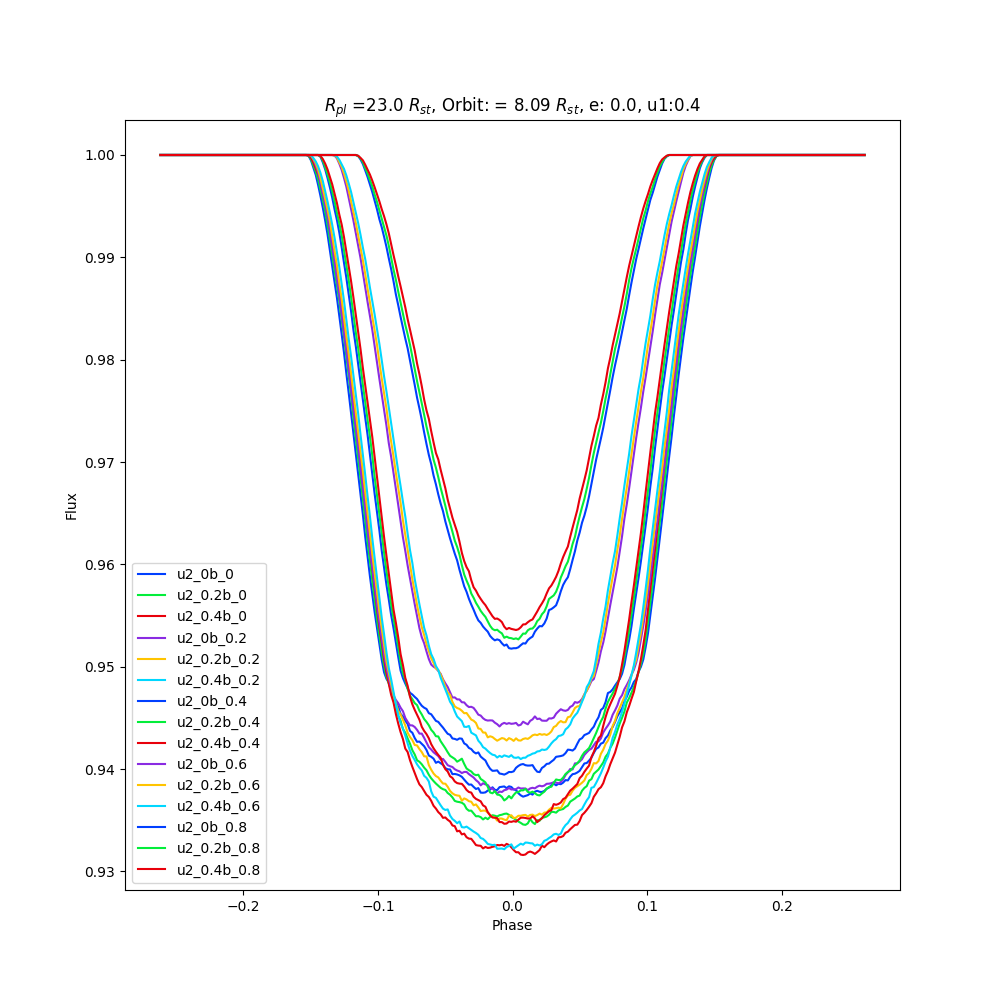 R_pl =23.0 R_st, Orbit: = 8.09 R_st, e: 0.0, u1:0.4
1.00
0.99
0.98
0.97
0.96
0.95
0.94
0.93
Flux
u2_0b_0
u2_0.2b_0
u2_0.4b_0
u2_0b_0.2
u2_0.2b_0.2
u2_0.4b_0.2
u2_0b_0.4
u2_0.2b_0.4
u2_0.4b_0.4
u2_0b_0.6
u2_0.2b_0.6
u2_0.4b_0.6
u2_0b_0.8
u2_0.2b_0.8
u2_0.4b_0.8
−0.2 −0.1 0.0 0.1 0.2
Phase